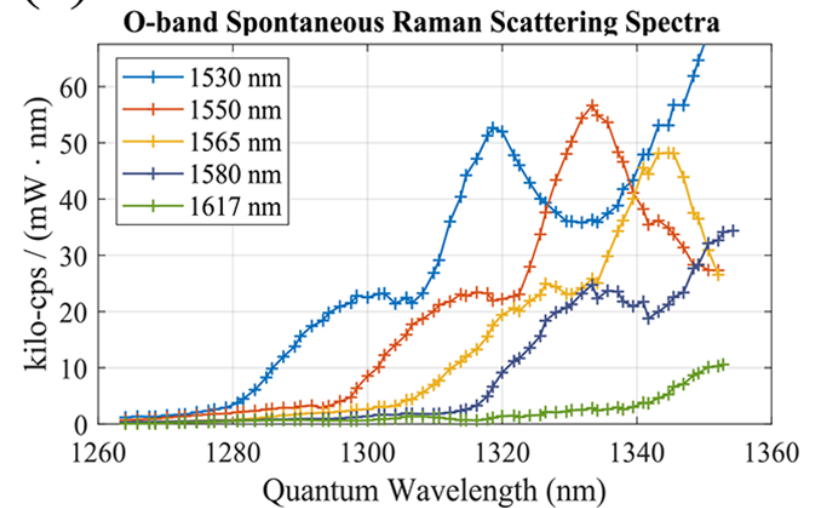 O-band Spontaneous Raman Scattering Spectra
kilo-cps / (mW · nm)
60
50
40
30
20
10
0
1530 nm
1550 nm
1565 nm
1580 nm
1617 nm
1260 1280 1300 1320 1340 1360
Quantum Wavelength (nm)